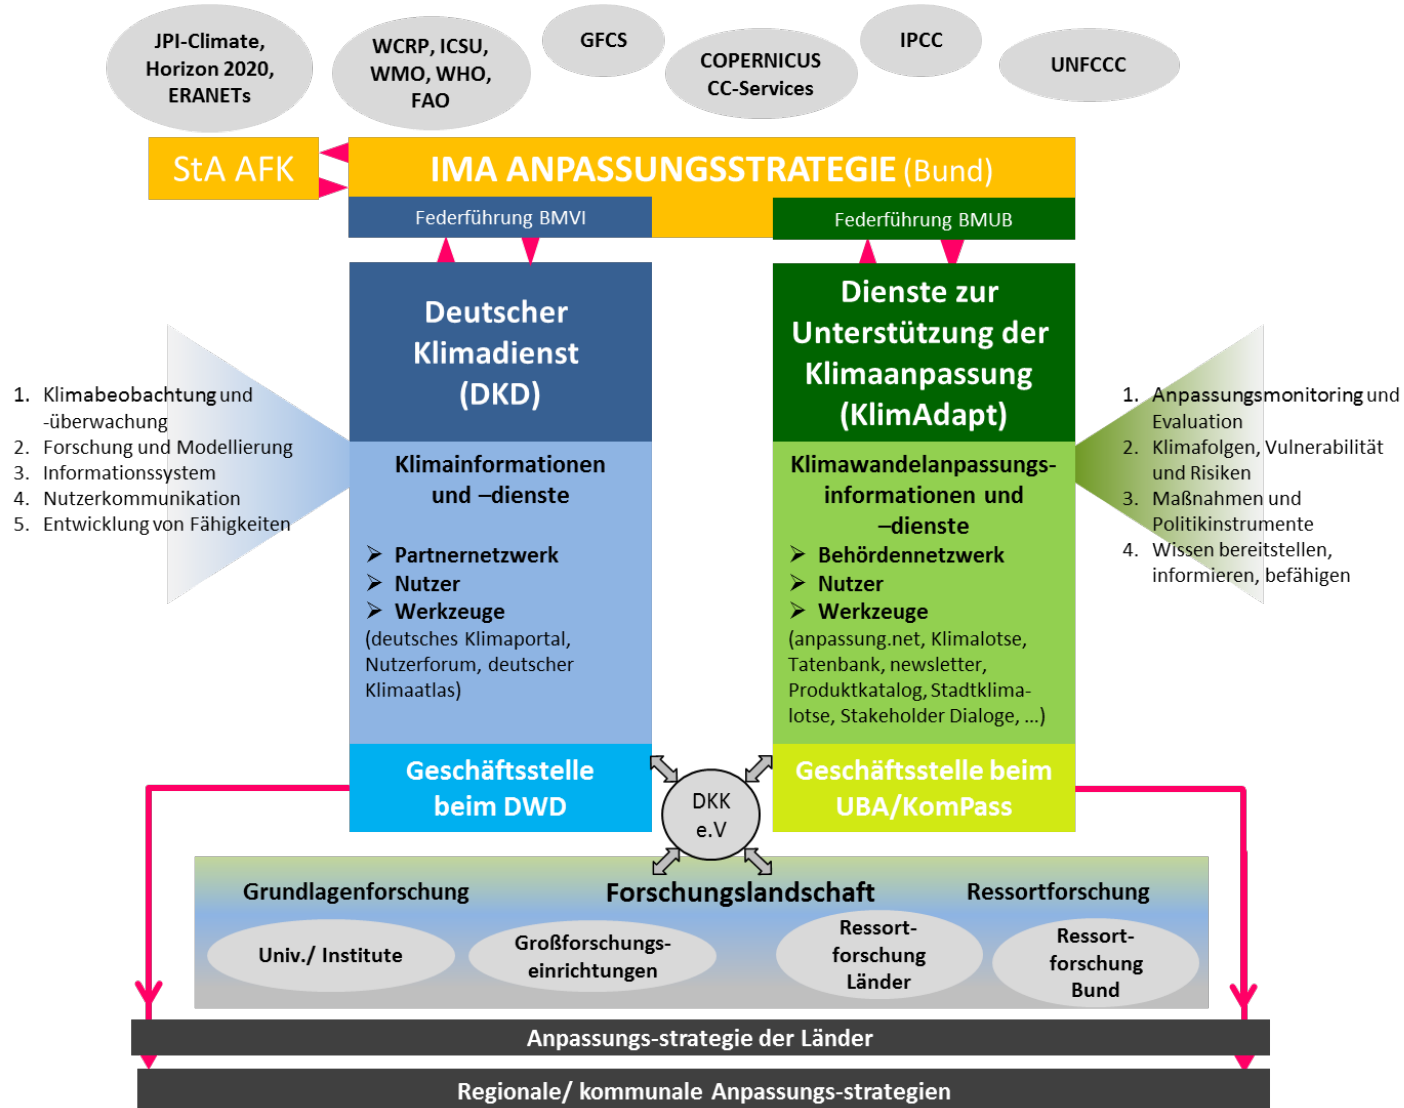 JPI-Climate,
Horizon 2020,
ERANETs
WCRP, ICSU,
WMO, WHO,
FAO
GFCS
COPERNICUS
CC-Services
IPCC
UNFCCC
StA AFK
IMA ANPASSUNGSSTRATEGIE (Bund)
Federführung BMVI
Federführung BMUB
Deutscher
Klimadienst
(DKD)
Dienste zur
Unterstützung der
Klimaanpassung
(KlimAdapt)
1. Klimabeobachtung und
-überwachung
2. Forschung und Modellierung
3. Informationssystem
4. Nutzerkommunikation
5. Entwicklung von Fähigkeiten
Klimainformationen
und –dienste
➢ Partnernetzwerk
➢ Nutzer
➢ Werkzeuge
(deutsches Klimaportal,
Nutzerforum, deutscher
Klimaatlas)
Klimawandelanpassungs-
informationen und
–dienste
➢ Behördennetzwerk
➢ Nutzer
➢ Werkzeuge
(anpassung.net, Klimalotse,
Tatenbank, newsletter,
Produktkatalog, Stadtklima-
lotse, Stakeholder Dialoge, ...)
1. Anpassungsmonitoring und
Evaluation
2. Klimafolgen, Vulnerabilität
und Risiken
3. Maßnahmen und
Politikinstrumente
4. Wissen bereitstellen,
informieren, befähigen
Geschäftsstelle
beim DWD
DKK
e.V
Geschäftsstelle beim
UBA/KomPass
Grundlagenforschung
Forschungslandschaft
Ressortforschung
Univ./ Institute
Großforschungs-
einrichtungen
Ressort-
forschung
Länder
Ressort-
forschung
Bund
Anpassungs-strategie der Länder
Regionale/ kommunale Anpassungs-strategien